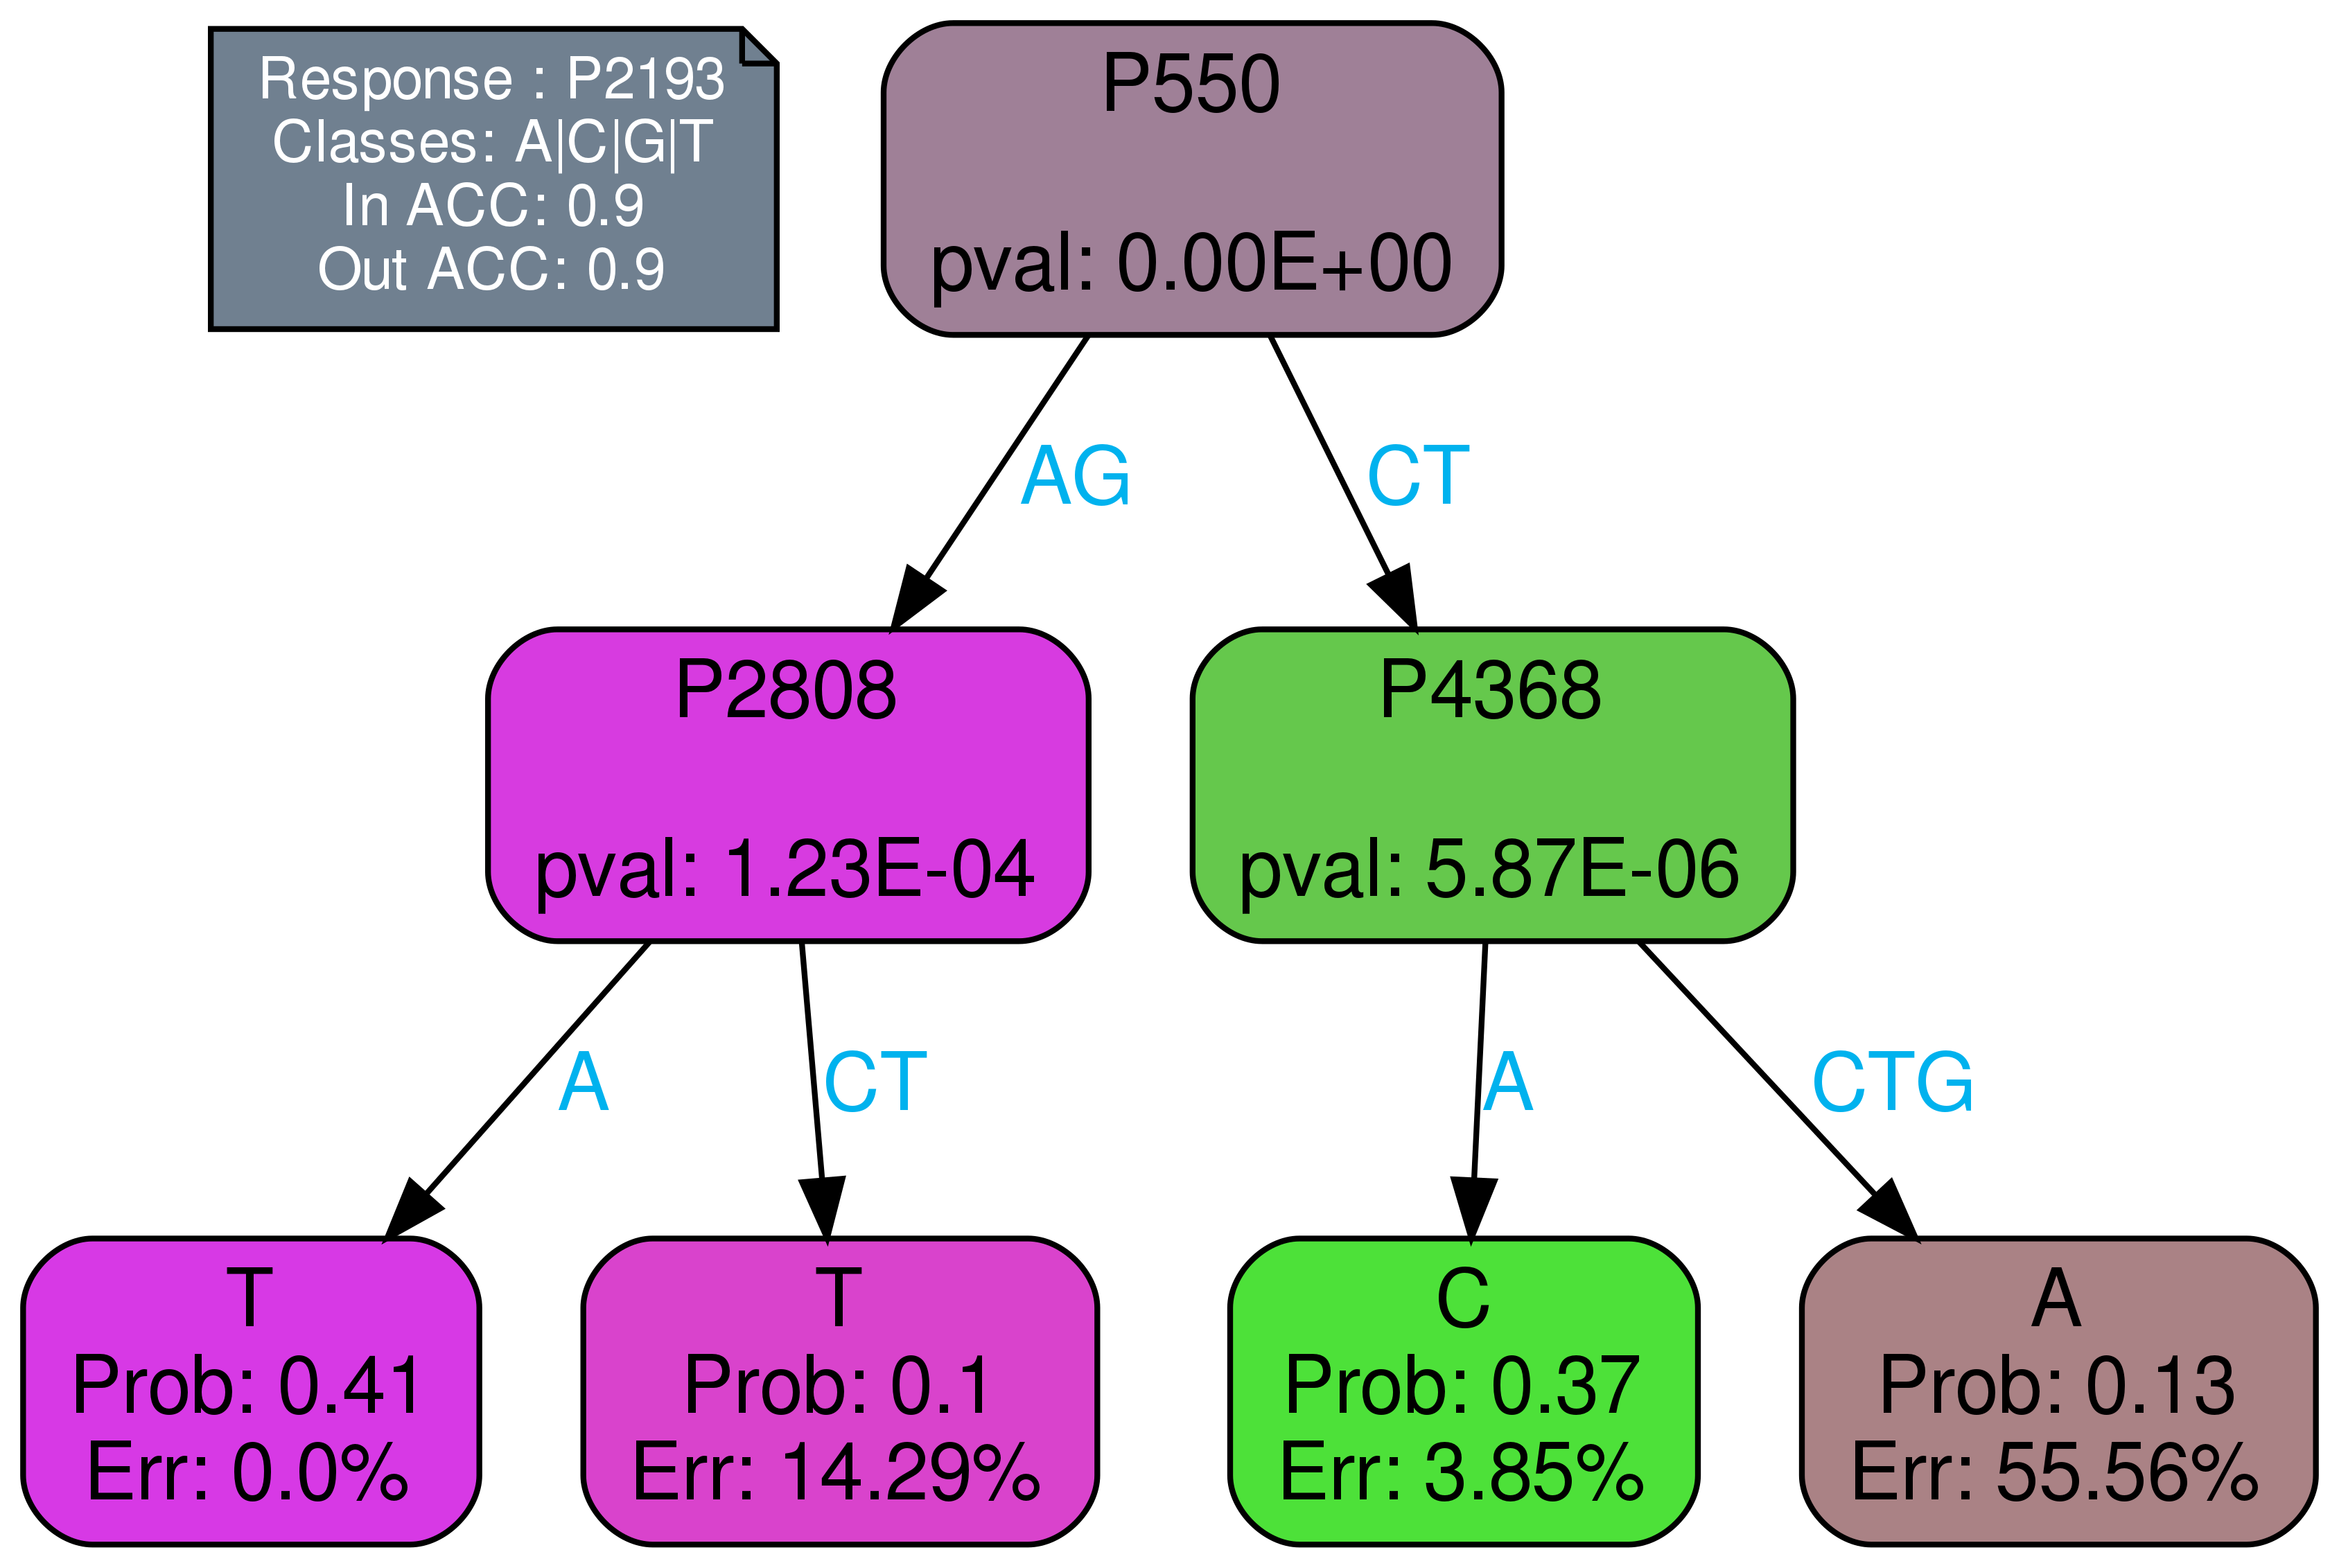 Response : P2193
Classes: A|C|G|T
In ACC: 0.9
Out ACC: 0.9
P550
pval: 0.00E+00
AG
CT
P2808
pval: 1.23E-04
P4368
pval: 5.87E-06
A
CT
A
CTG
T
Prob: 0.41
Err: 0.0%
T
Prob: 0.1
Err: 14.29%
C
Prob: 0.37
Err: 3.85%
A
Prob: 0.13
Err: 55.56%